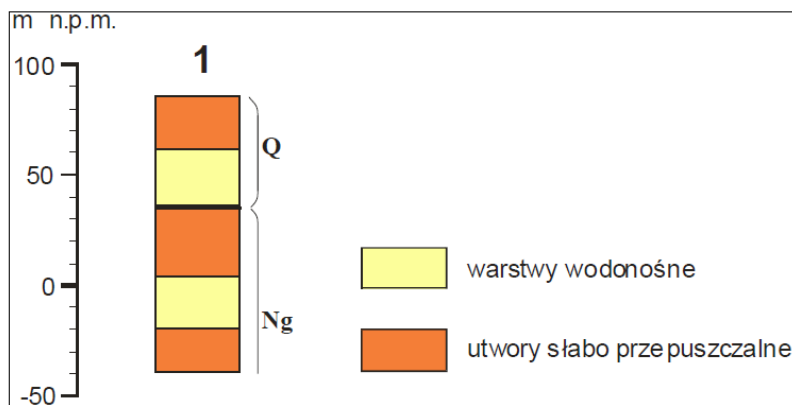 m n.p.m.
1
100
Q
50
warstwy wodonośne
0
Ng
utwory słabo przepuszczalne
-50